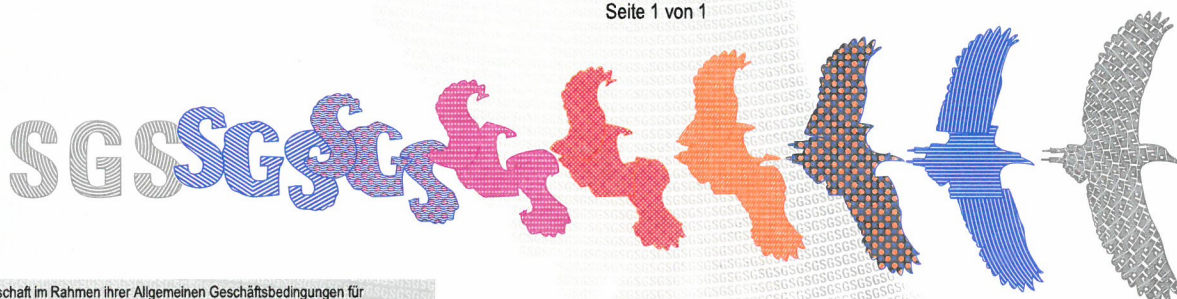 Seite 1 von 1
SGS SGS SGS
schaft im Rahmen ihrer Allgemeinen Geschäftsbedingungen für